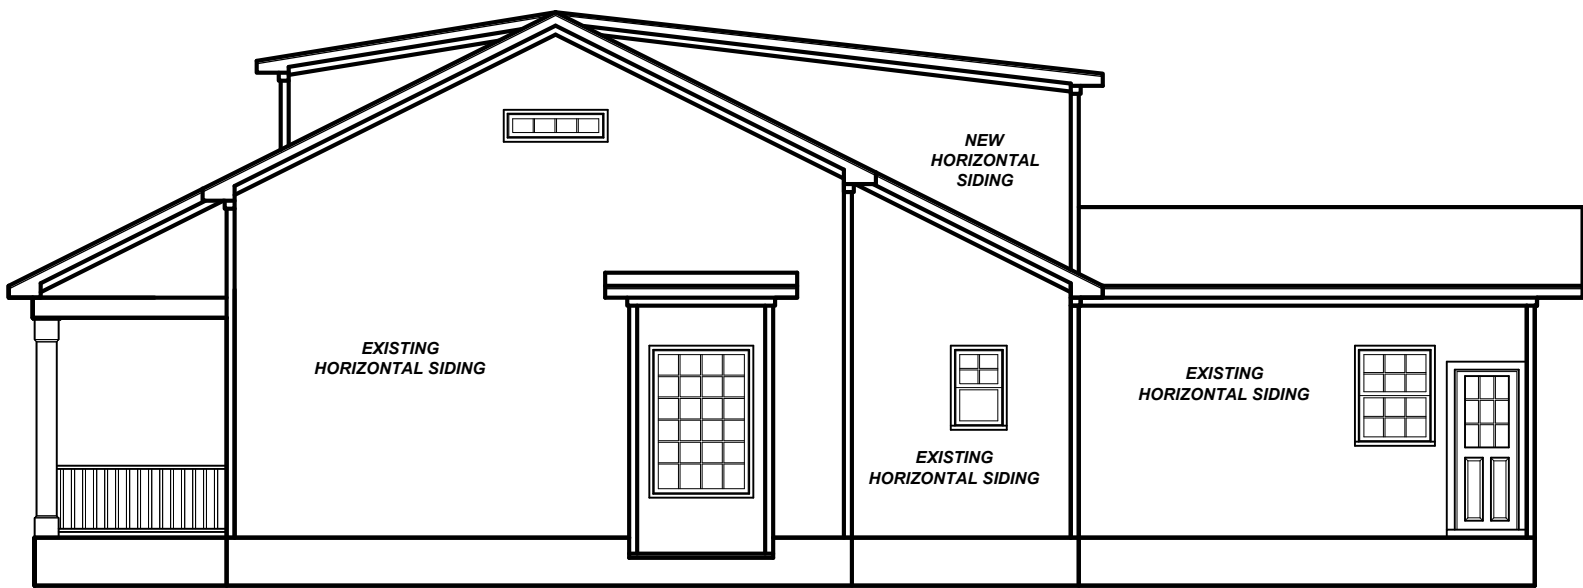 NEW
HORIZONTAL
SIDING
EXISTING
HORIZONTAL SIDING
EXISTING
HORIZONTAL SIDING
EXISTING
HORIZONTAL SIDING